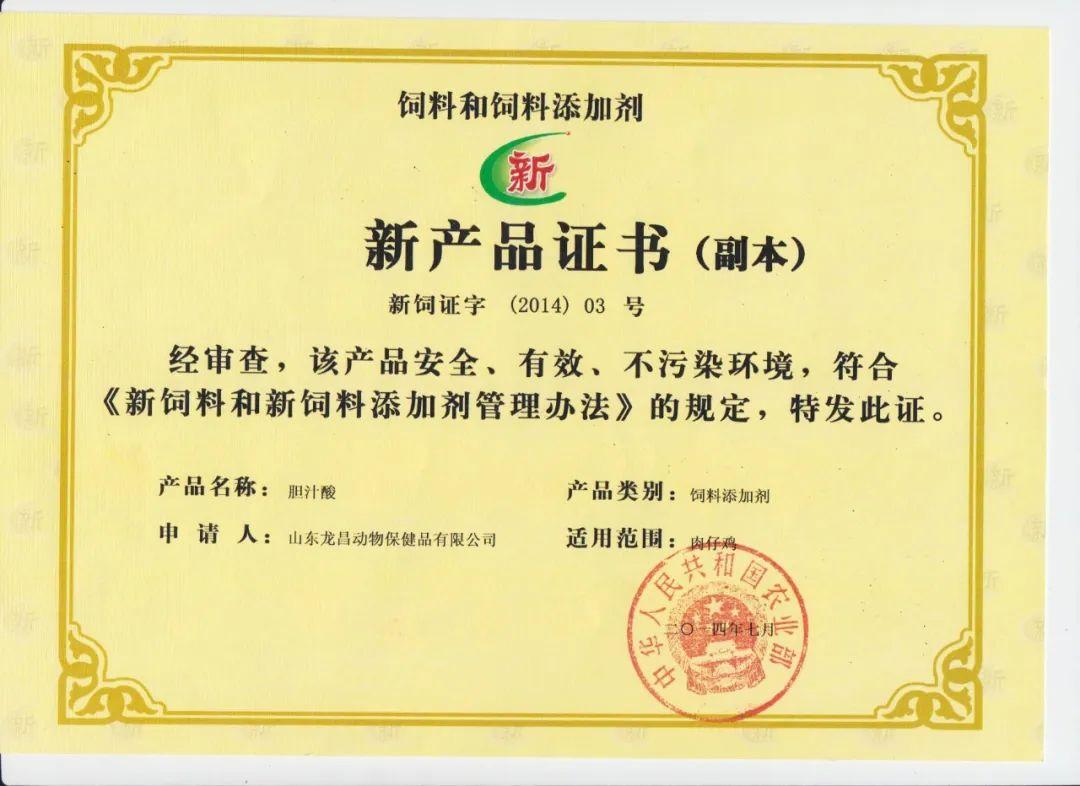 饲料和饲料添加剂
新
新产品证书（副本）
新饲证字 (2014) 03 号
经审查，该产品安全、有效、不污染环境，符合
《新饲料和新饲料添加剂管理办法》的规定，特发此证。
产品名称：胆汁酸
产品类别：饲料添加剂
申请人：山东龙昌动物保健品有限公司
适用范围：肉仔鸡
中华人民共和国农业部
二〇一四年七月